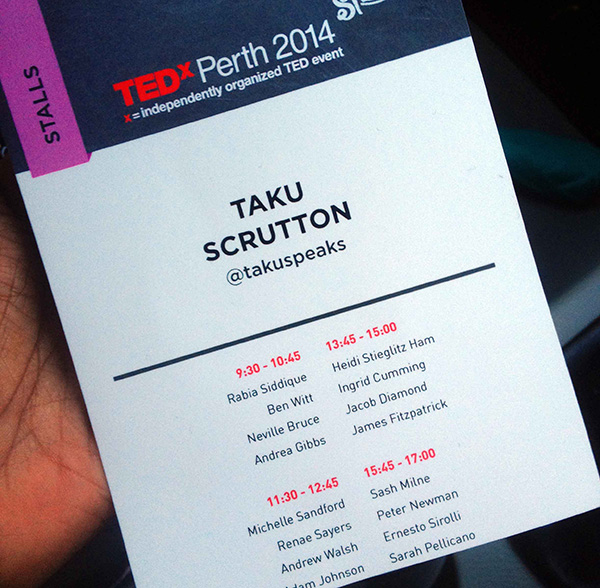 STALLS
TEDx Perth 2014
x = independently organized TED event
TAKU
SCRUTTON
@takuspeaks
9:30 - 10:45
Rabia Siddique
Ben Witt
Neville Bruce
Andrea Gibbs
13:45 - 15:00
Heidi Stieglitz Ham
Ingrid Cumming
Jacob Diamond
James Fitzpatrick
11:30 - 12:45
Michelle Sandford
Renae Sayers
Andrew Walsh
Johnson
15:45 - 17:00
Sash Milne
Peter Newman
Ernesto Sirolli
Sarah Pellicano